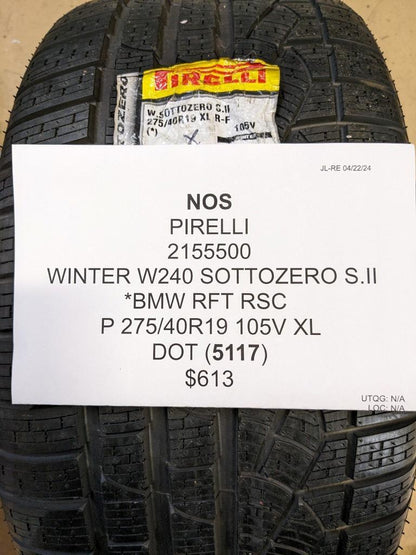 PIRELLI
W.SOTTOZERO S.II
275/40R19 XL R-F
(*) 105V
JL-RE 04/22/24
NOS
PIRELLI
2155500
WINTER W240 SOTTOZERO S.II
*BMW RFT RSC
P 275/40R19 105V XL
DOT (5117)
$613
UTQG: N/A
LOC: N/A